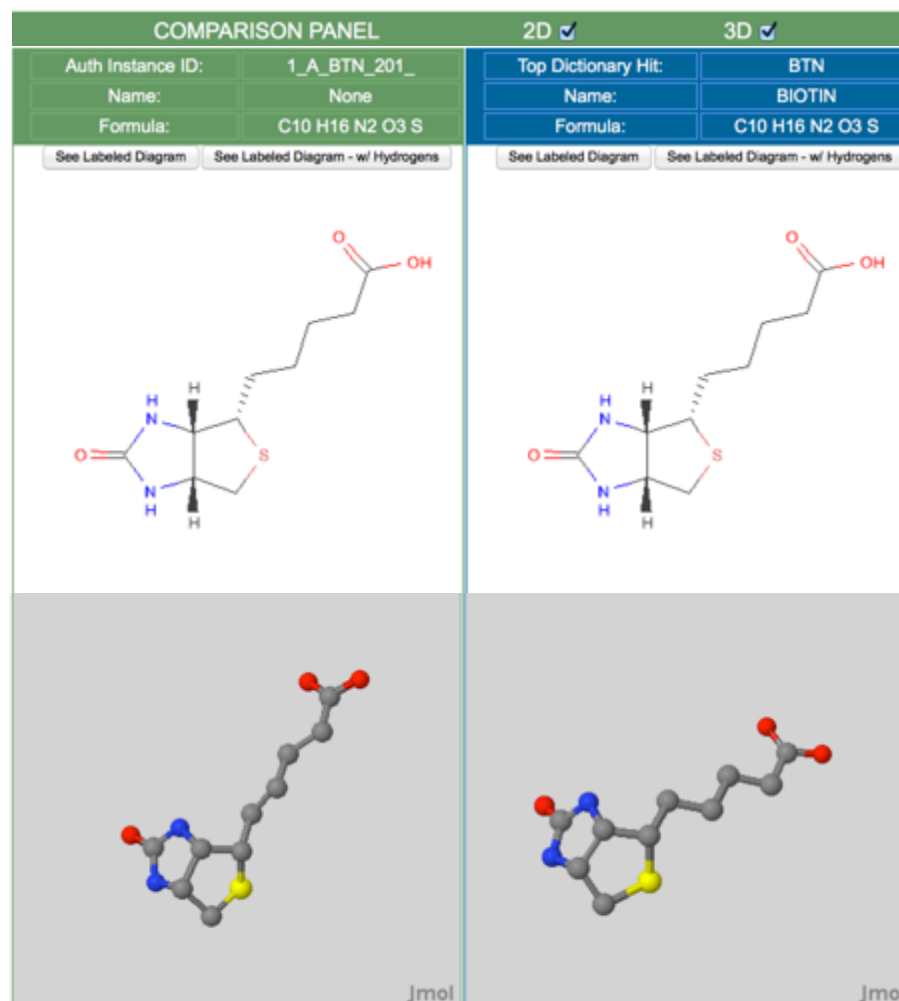 COMPARISON PANEL 2D 3D
Auth Instance ID: 1_A_BTN_201_ Top Dictionary Hit: BTN
Name: None Name: BIOTIN
Formula: C10 H16 N2 O3 S Formula: C10 H16 N2 O3 S
See Labeled Diagram See Labeled Diagram - w/ Hydrogens See Labeled Diagram See Labeled Diagram - w/ Hydrogens
O O
OH OH
H H H H
N N
O S O S
N N
H H H H
Jmol Jmol